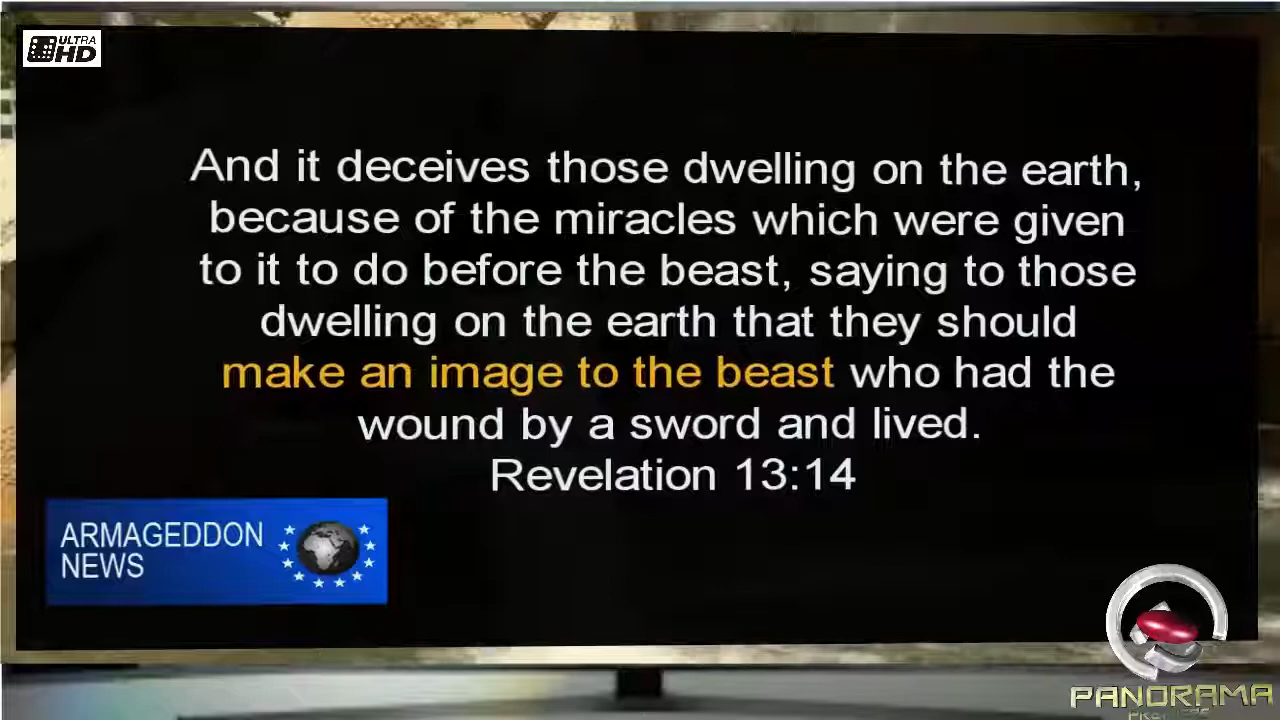 ULTRA
HD
And it deceives those dwelling on the earth,
because of the miracles which were given
to it to do before the beast, saying to those
dwelling on the earth that they should
make an image to the beast who had the
wound by a sword and lived.
Revelation 13:14
ARMAGEDDON
NEWS
PANORAMA